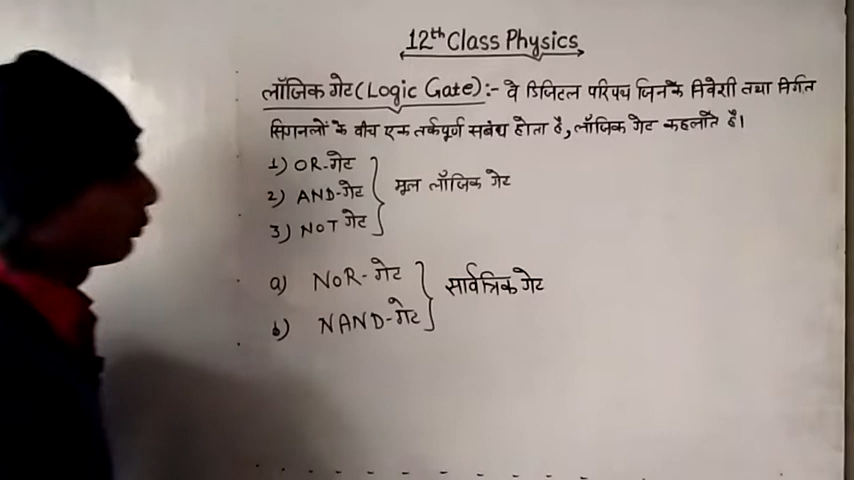 12th Class Physics
लॉजिक गेट (Logic Gate) :- वे डिजिटल परिपथ जिनके निवेशी तथा निर्गत
सिगनलों के बीच एक तर्कपूर्ण सबंध होता है, लॉजिक गेट कहलाते है।
1) OR-गेट
2) AND-गेट
3) NOT गेट
मूल लॉजिक गेट
a) NOR-गेट
b) NAND-गेट
सार्वत्रिक गेट